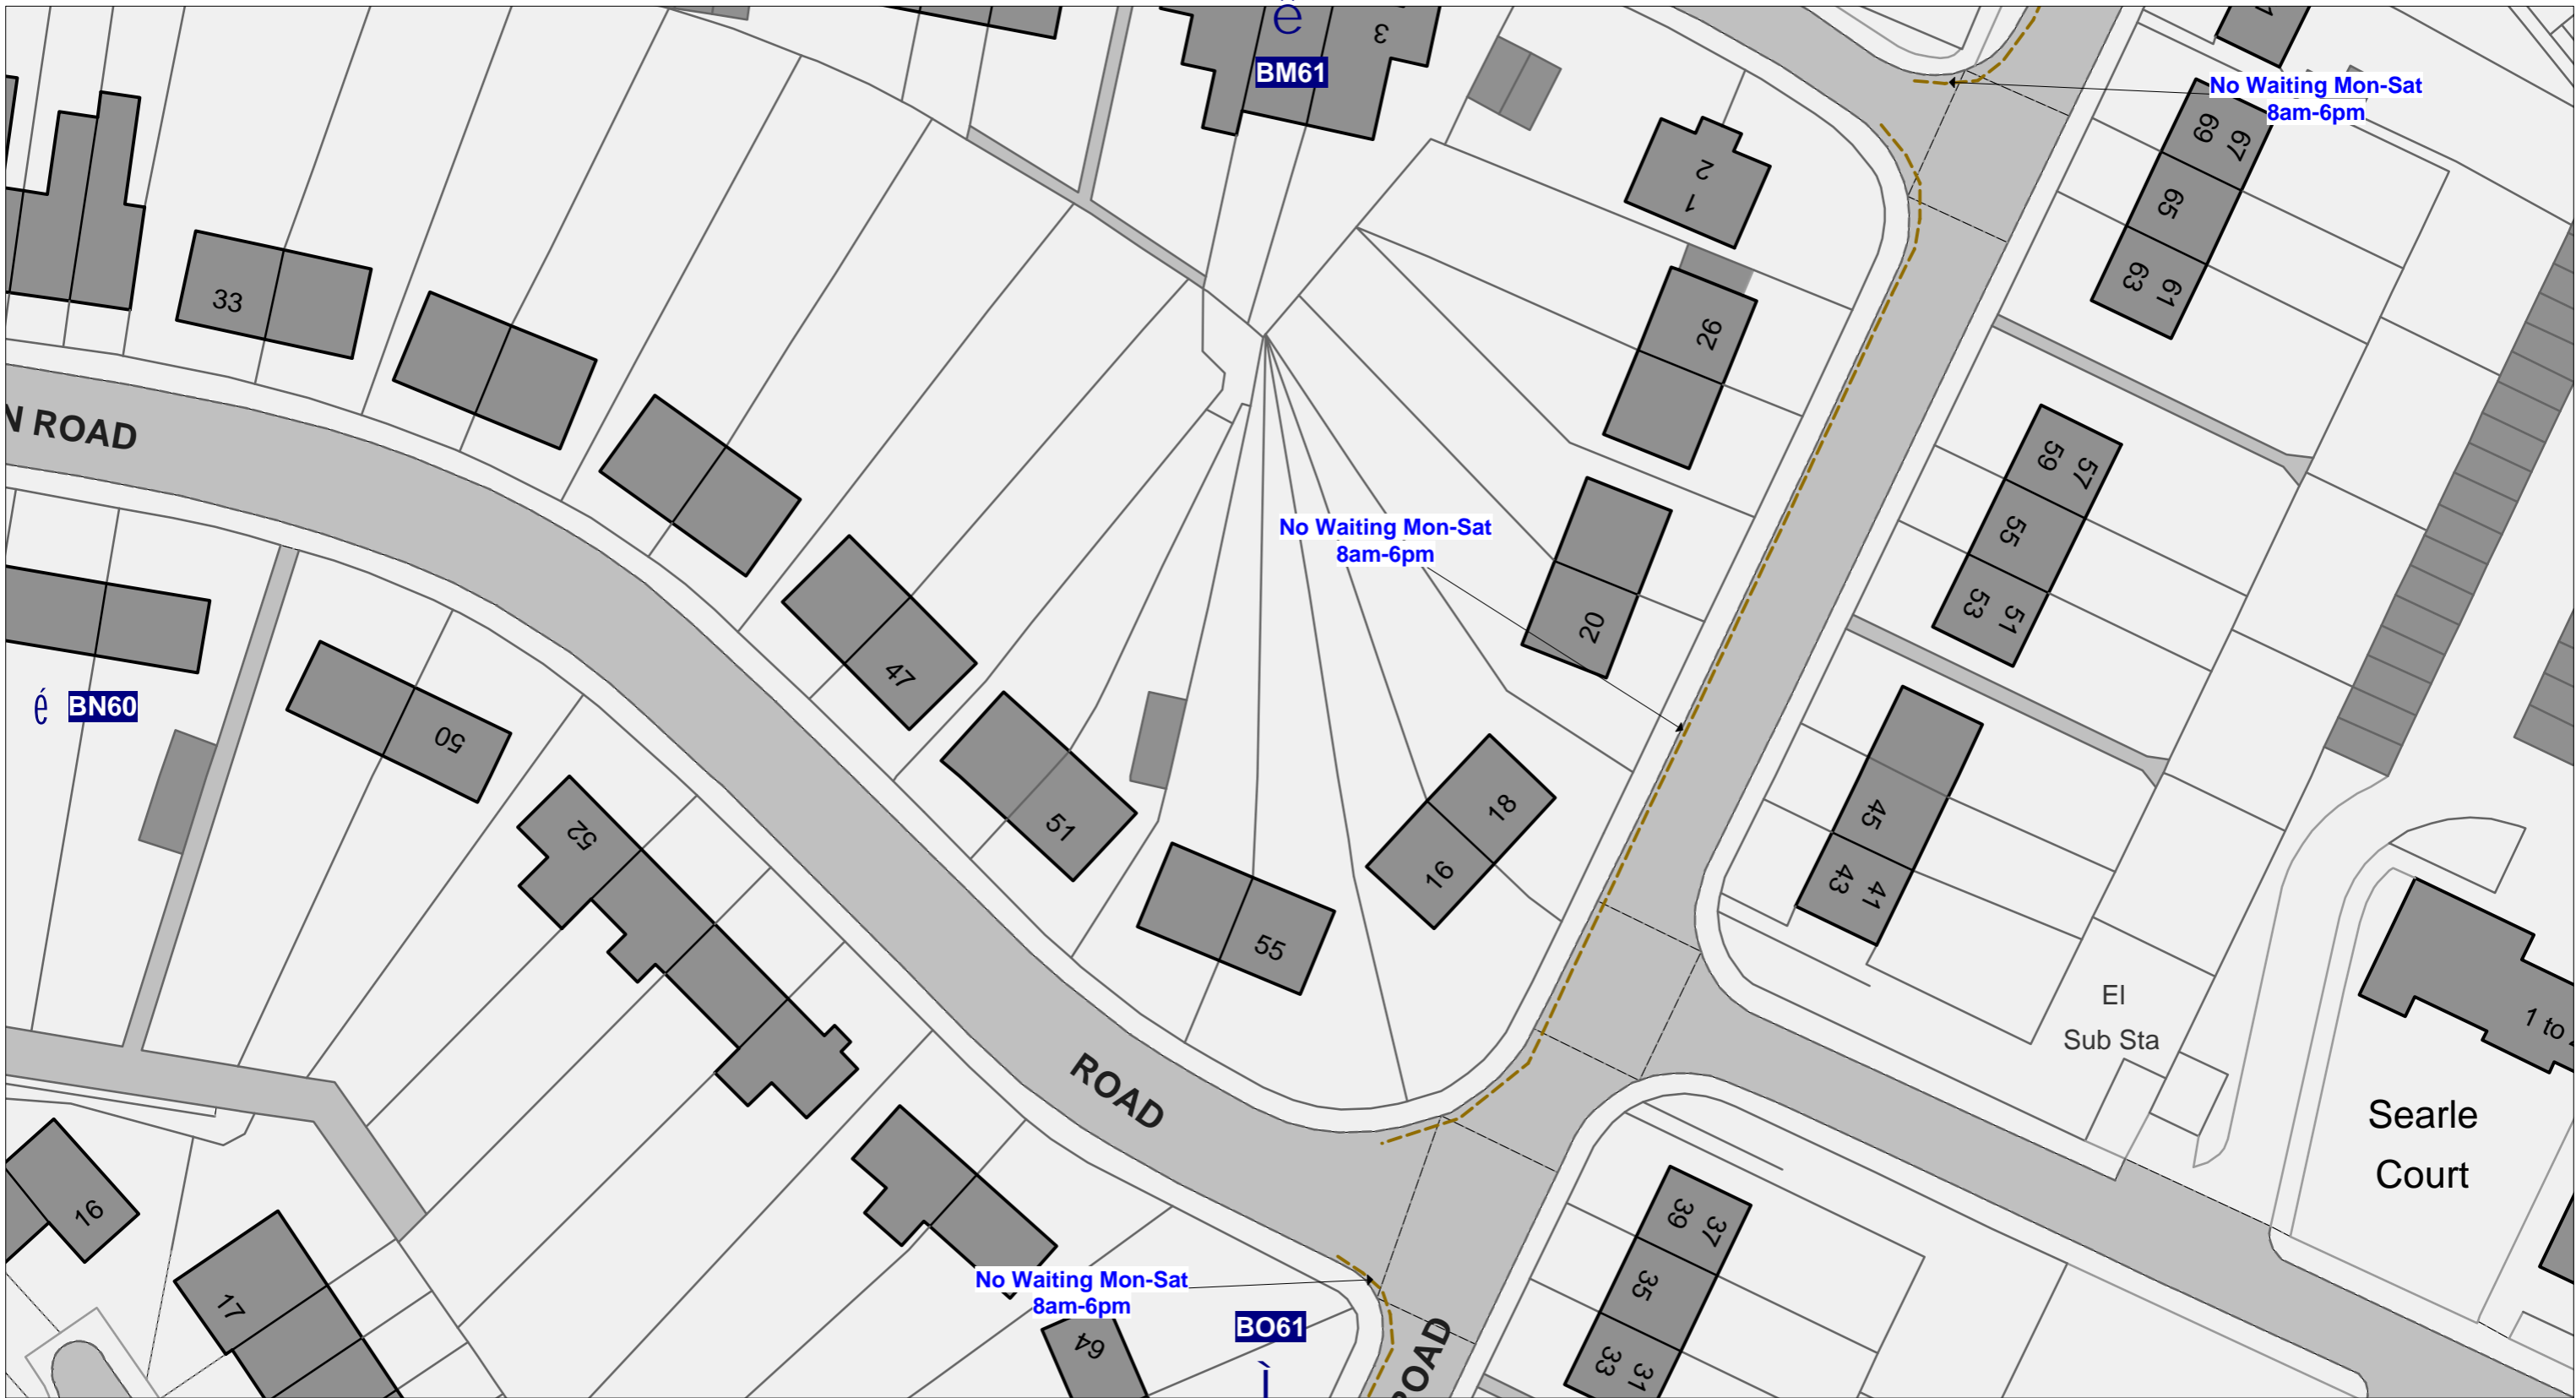 ë
3
BM61
No Waiting Mon-Sat
8am-6pm
69
67
2
1
65
63
61
33
26
N ROAD
59
57
No Waiting Mon-Sat
8am-6pm
55
53
51
20
47
é BN60
50
18
45
51
52
16
43
41
55
El
Sub Sta
1 to
ROAD
Searle
Court
16
39
37
17
No Waiting Mon-Sat
8am-6pm
35
BO61
64
ROAD
33
31
ì